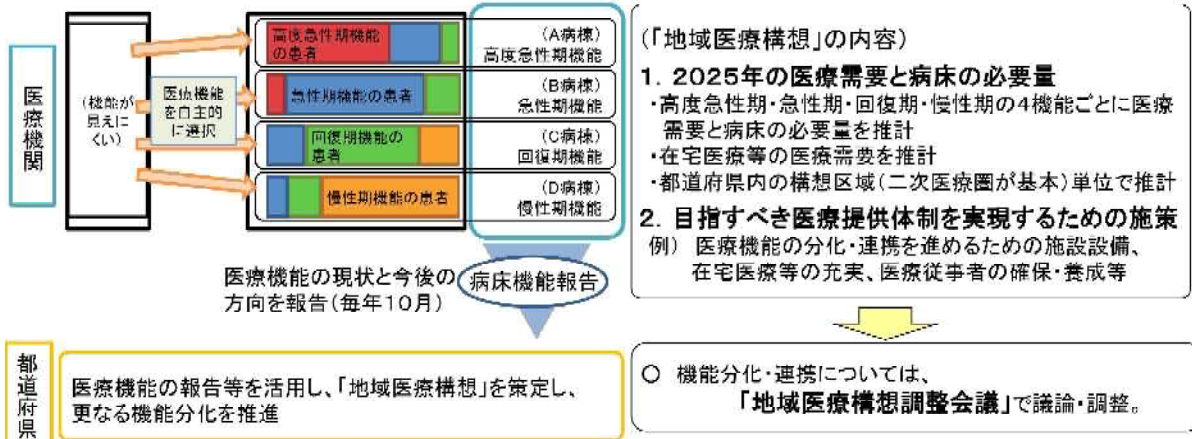 医療機関
(機能が
見えに
くい)
医療機能
を自主的
に選択
高度急性期機能
の患者
急性期機能の患者
回復期機能の
患者
慢性期機能の患者
(A病棟)
高度急性期機能
(B病棟)
急性期機能
(C病棟)
回復期機能
(D病棟)
慢性期機能
医療機能の現状と今後の
方向を報告(毎年10月)
病床機能報告
都道府県
医療機能の報告等を活用し、「地域医療構想」を策定し、
更なる機能分化を推進
(「地域医療構想」の内容)
1. 2025年の医療需要と病床の必要量
・高度急性期・急性期・回復期・慢性期の4機能ごとに医療
需要と病床の必要量を推計
・在宅医療等の医療需要を推計
・都道府県内の構想区域(二次医療圏が基本)単位で推計
2. 目指すべき医療提供体制を実現するための施策
例) 医療機能の分化・連携を進めるための施設設備、
在宅医療等の充実、医療従事者の確保・養成等
○ 機能分化・連携については、
「地域医療構想調整会議」で議論・調整。